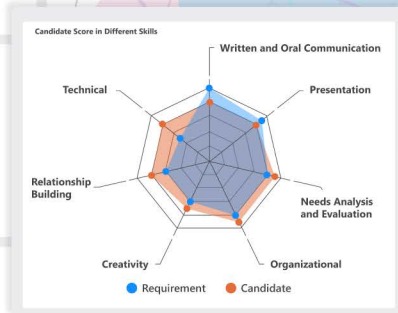 Candidate Score in Different Skills
Written and Oral Communication
Technical
Presentation
Relationship
Building
Needs Analysis
and Evaluation
Creativity
Organizational
Requirement
Candidate